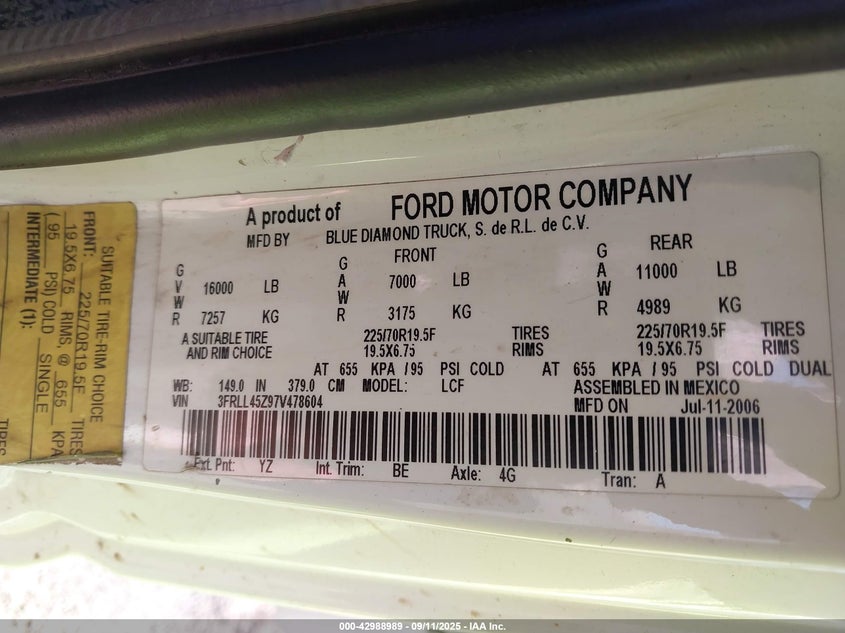 A product of FORD MOTOR COMPANY
MFD BY BLUE DIAMOND TRUCK, S. de R.L. de C.V.
FRONT REAR
GVWR 16000 LB GAWR 7000 LB GAWR 11000 LB
7257 KG 3175 KG 4989 KG
A SUITABLE TIRE 225/70R19.5F TIRES 225/70R19.5F TIRES
AND RIM CHOICE 19.5X6.75 RIMS 19.5X6.75 RIMS
AT 655 KPA / 95 PSI COLD AT 655 KPA / 95 PSI COLD DUAL
WB: 149.0 IN 379.0 CM MODEL: LCF ASSEMBLED IN MEXICO
VIN 3FRLL45Z97V478604 MFD ON Jul-11-2006
Ext. Pnt: YZ Int. Trim: BE Axle: 4G Tran: A
SUITABLE TIRE-RIM CHOICE
FRONT: 225/70R19.5F TIRES
19.5X6.75 RIMS @ 655 KPA
( 95 PSI) COLD SINGLE
INTERMEDIATE (1):
TIRES
000-42988989 - 09/11/2025 - IAA Inc.